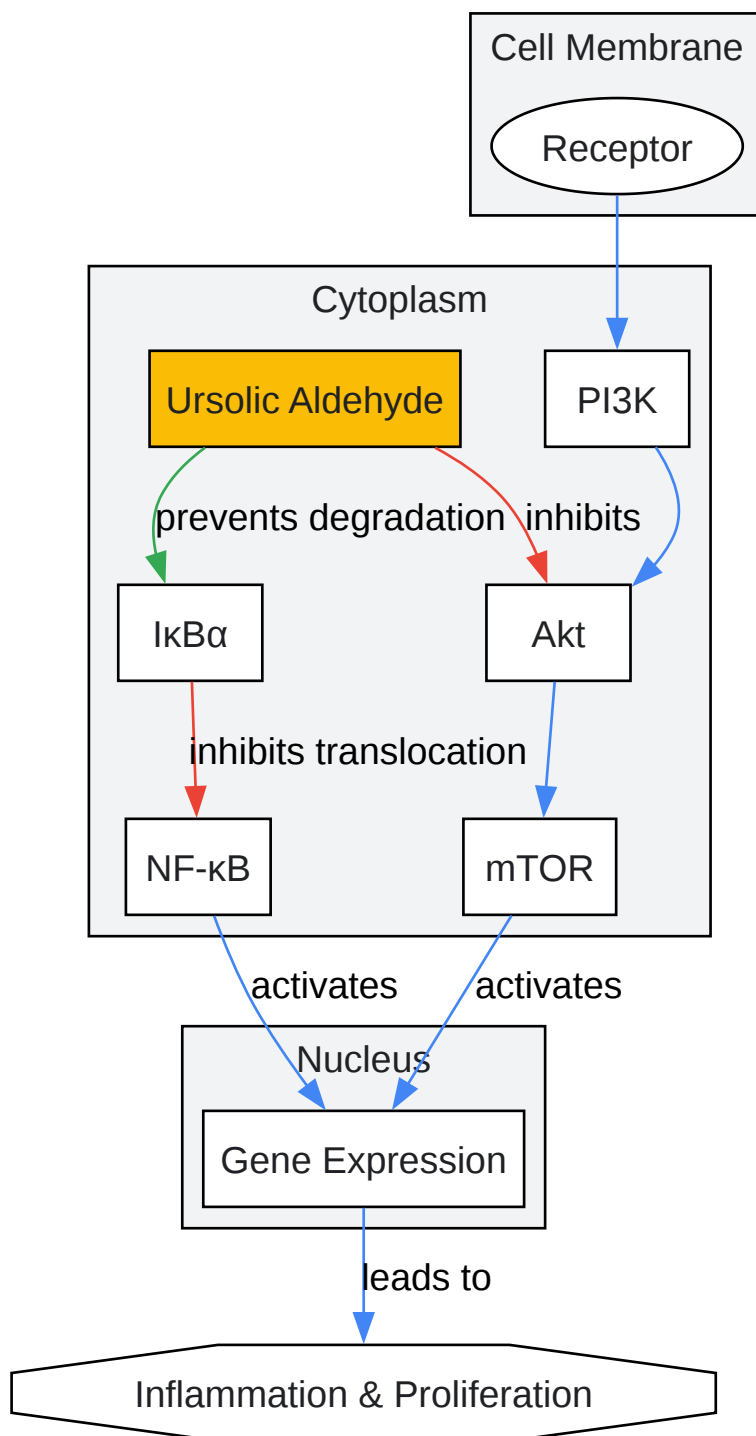 Cell Membrane
Receptor
Cytoplasm
Ursolic Aldehyde
PI3K
prevents degradation
inhibits
IκBα
Akt
inhibits translocation
NF-κB
mTOR
activates
activates
Nucleus
Gene Expression
leads to
Inflammation & Proliferation